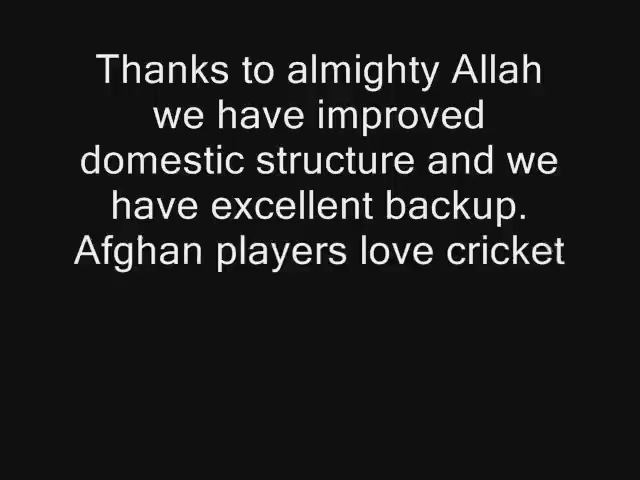 Thanks to almighty Allah
we have improved
domestic structure and we
have excellent backup.
Afghan players love cricket